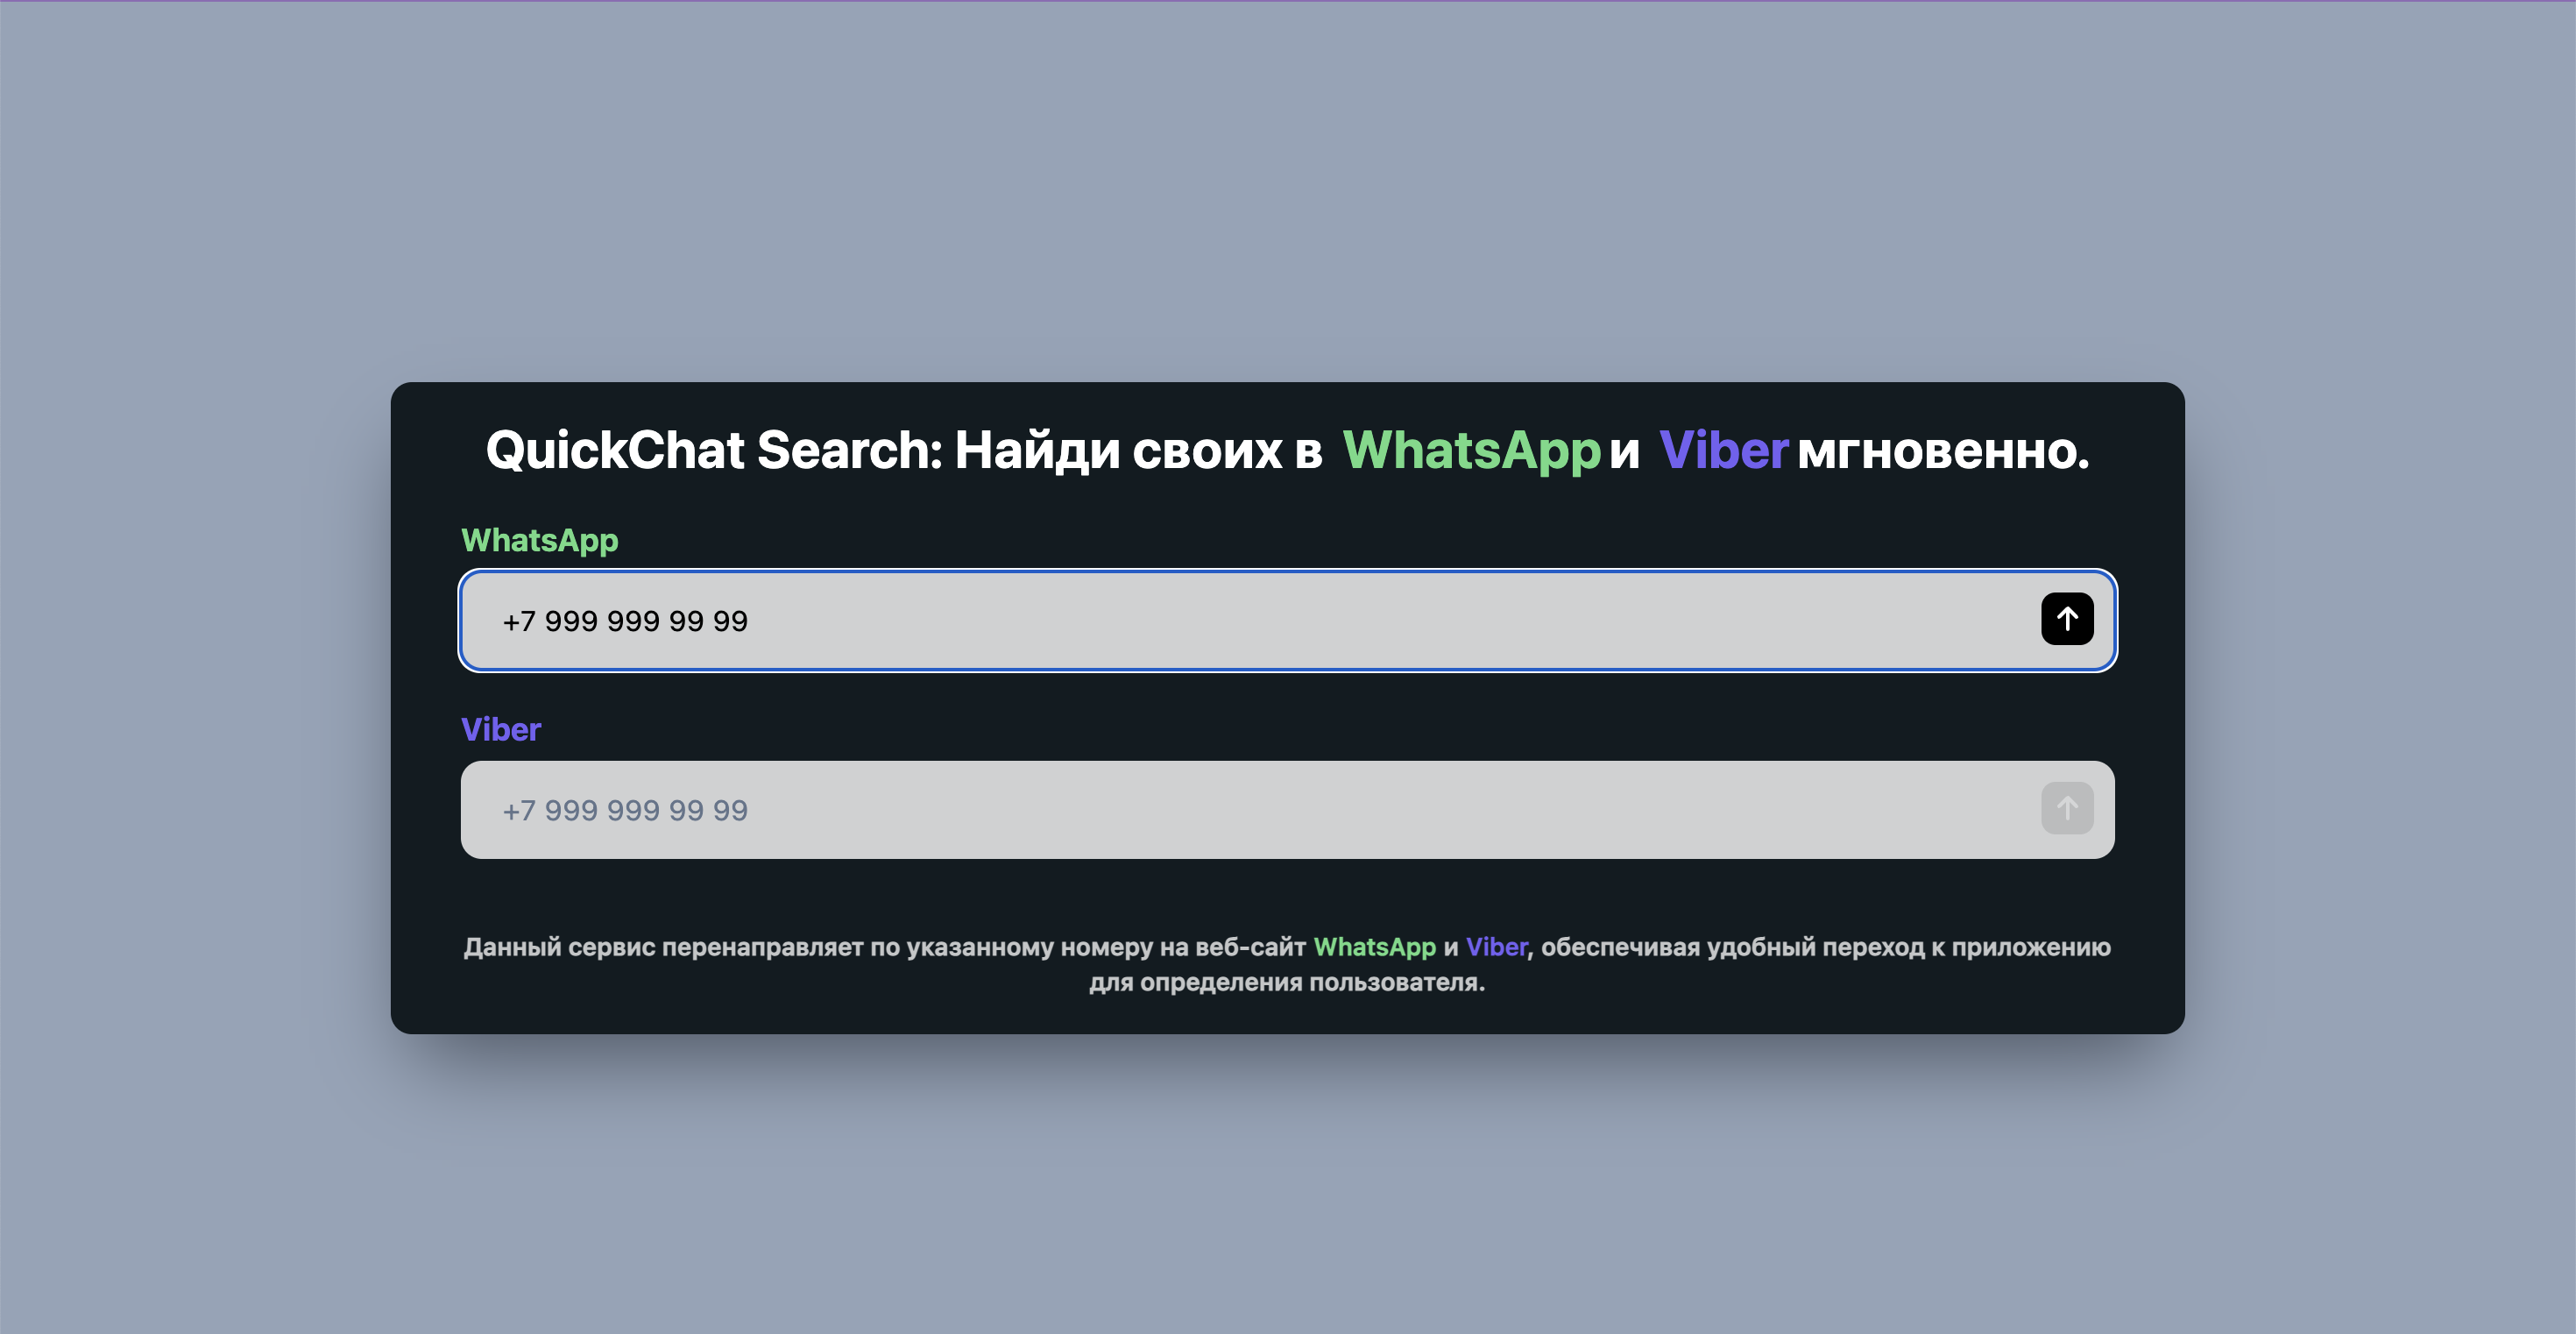 QuickChat Search: Найди своих в WhatsApp и Viber мгновенно.
WhatsApp
+7 999 999 99 99
Viber
+7 999 999 99 99
Данный сервис перенаправляет по указанному номеру на веб-сайт WhatsApp и Viber, обеспечивая удобный переход к приложению
для определения пользователя.